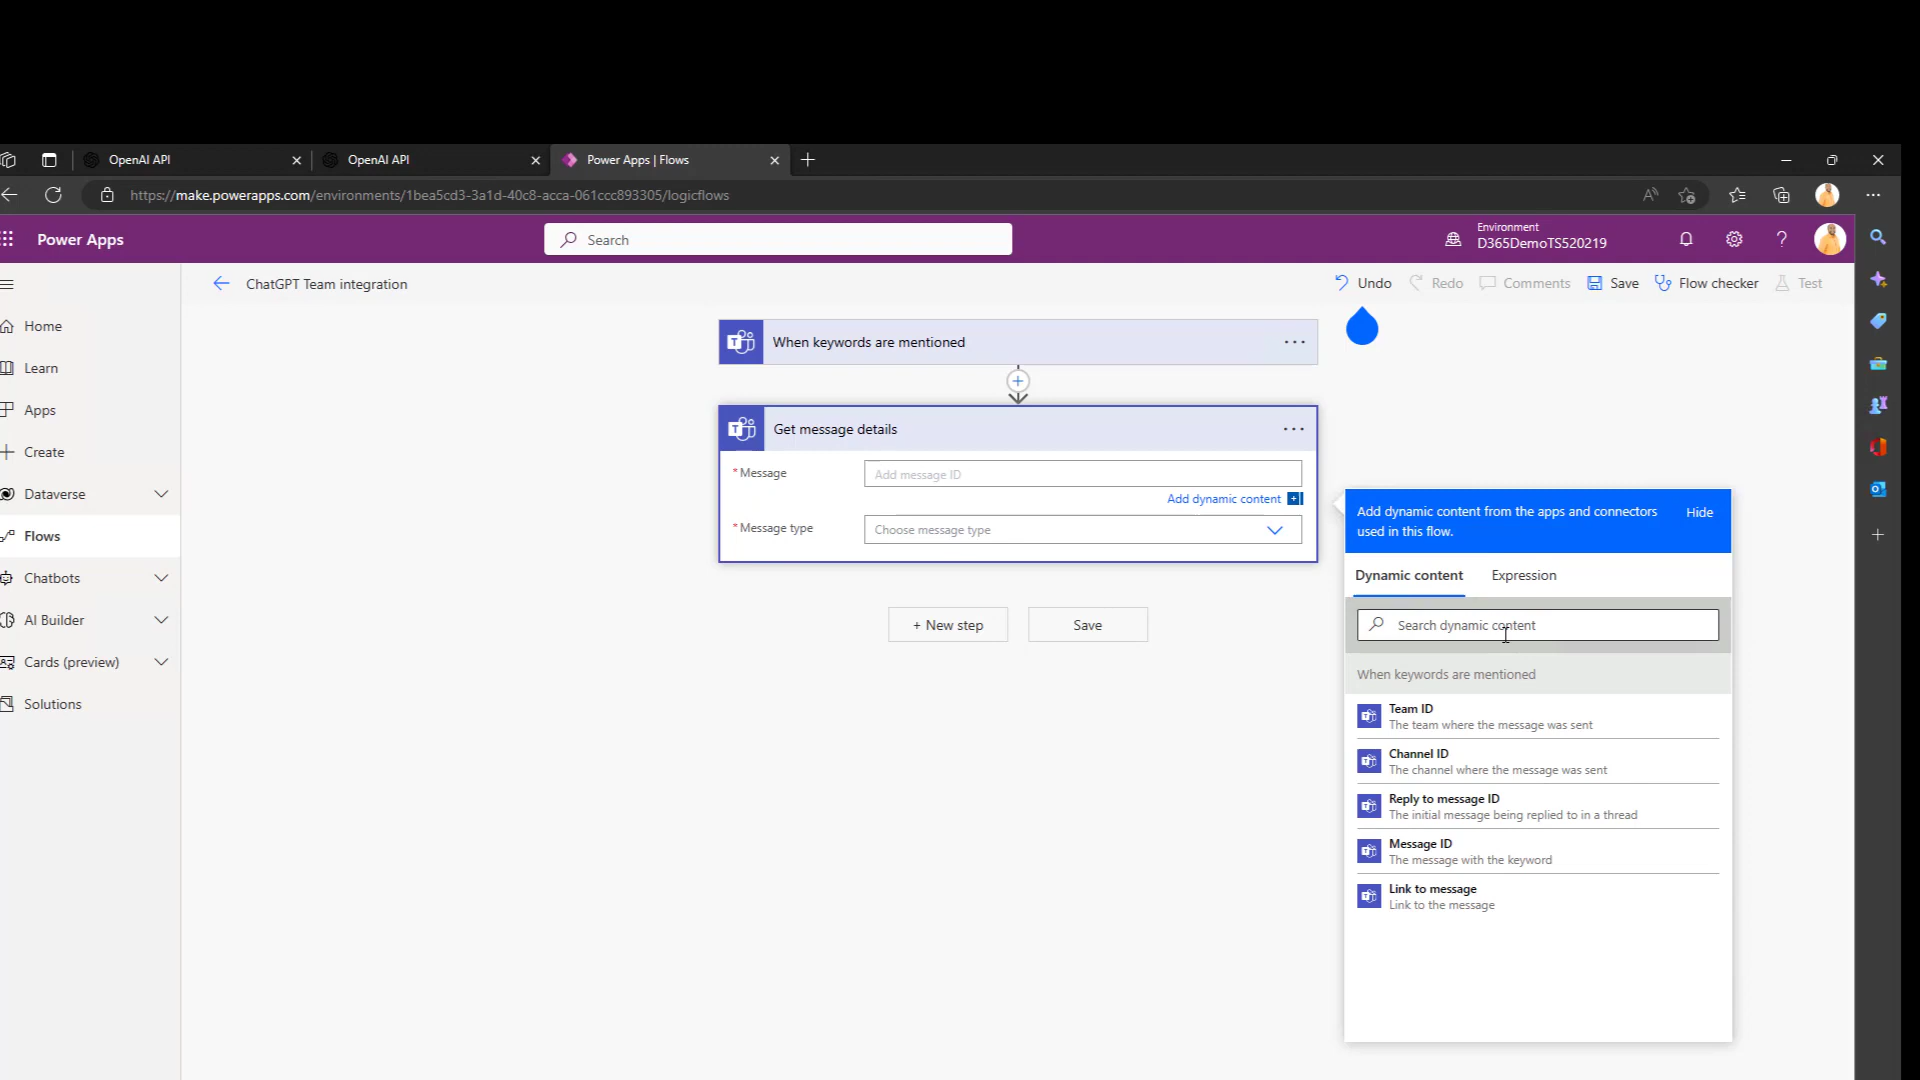 OpenAI API
OpenAI API
Power Apps | Flows
https://make.powerapps.com/environments/1bea5cd3-3a1d-40c8-acca-061ccc893305/logicflows
Power Apps
Search
Environment
D365DemoTS520219
ChatGPT Team integration
Undo
Redo
Comments
Save
Flow checker
Test
Home
Learn
Apps
Create
Dataverse
Flows
Chatbots
AI Builder
Cards (preview)
Solutions
When keywords are mentioned
Get message details
* Message
Add message ID
Add dynamic content
* Message type
Choose message type
+ New step
Save
Add dynamic content from the apps and connectors
used in this flow.
Hide
Dynamic content
Expression
Search dynamic content
When keywords are mentioned
Team ID
The team where the message was sent
Channel ID
The channel where the message was sent
Reply to message ID
The initial message being replied to in a thread
Message ID
The message with the keyword
Link to message
Link to the message